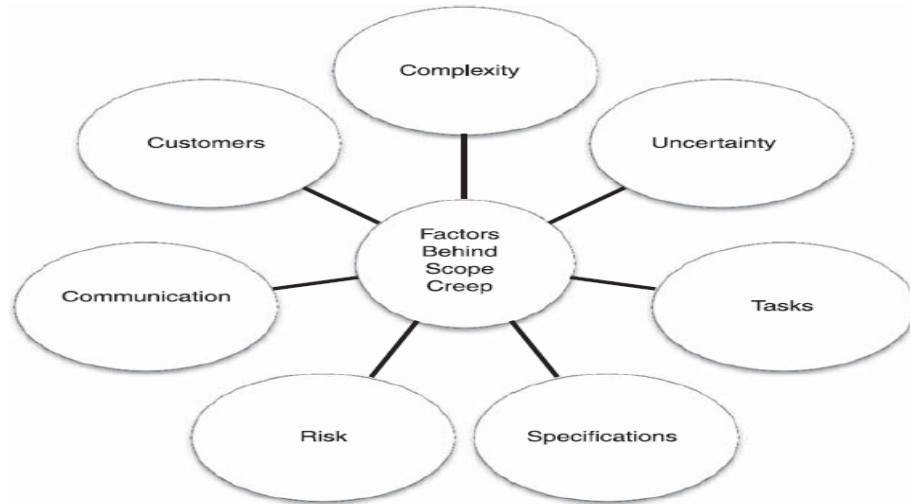 Complexity
Customers
Uncertainty
Factors
Behind
Scope
Creep
Communication
Tasks
Risk
Specifications